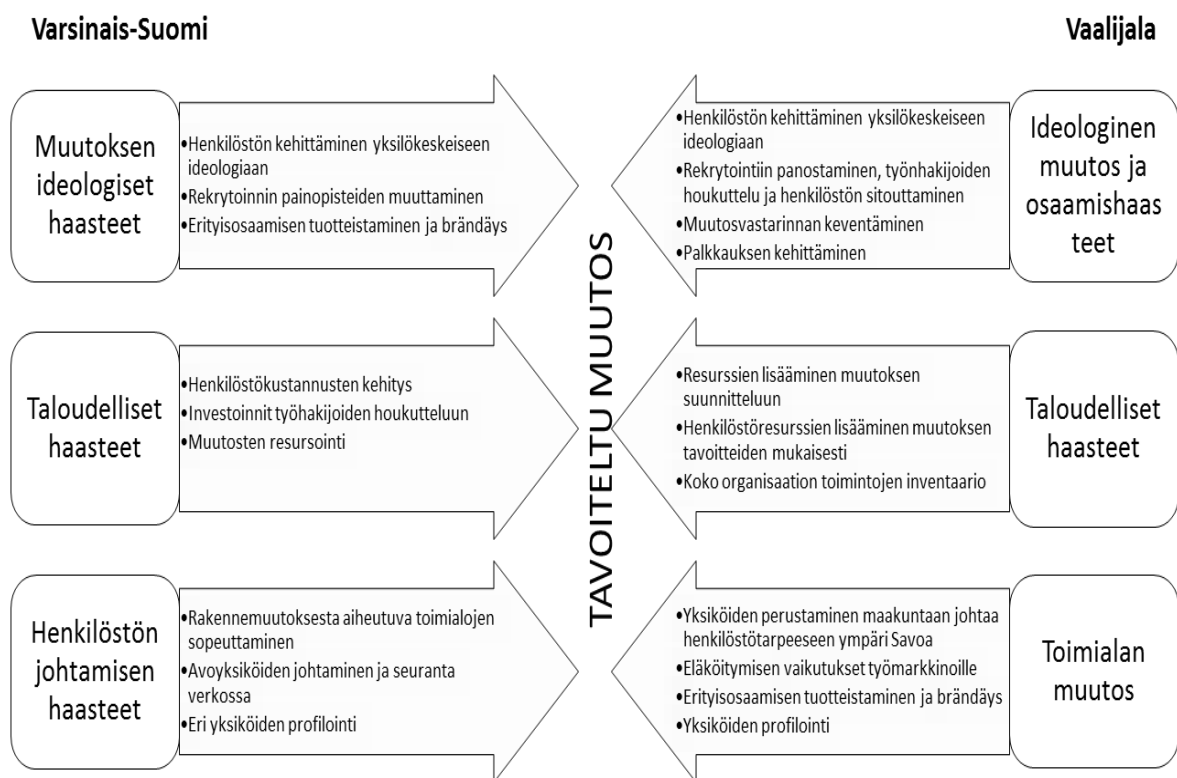 Varsinais-Suomi
Vaalijala
Muutoksen
ideologiset
haasteet
•Henkilöstön kehittäminen yksilökeskeiseen
ideologiaan
•Rekrytoinnin painopisteiden muuttaminen
•Erityisosaamisen tuotteistaminen ja brändäys
•Henkilöstön kehittäminen yksilökeskeiseen
ideologiaan
•Rekrytointiin panostaminen, työnhakijoiden
houkuttelu ja henkilöstön sitouttaminen
•Muutosvastarinnan keventäminen
•Palkkauksen kehittäminen
Ideologinen
muutos ja
osaamishaas
teet
TAVOITELTU MUUTOS
Taloudelliset
haasteet
•Henkilöstökustannusten kehitys
•Investoinnit työhakijoiden houkutteluun
•Muutosten resursointi
•Resurssien lisääminen muutoksen
suunnitteluun
•Henkilöstöresurssien lisääminen muutoksen
tavoitteiden mukaisesti
•Koko organisaation toimintojen inventaario
Taloudelliset
haasteet
Henkilöstön
johtamisen
haasteet
•Rakennemuutoksesta aiheutuva toimialojen
sopeuttaminen
•Avoyksiköiden johtaminen ja seuranta
verkossa
•Eri yksiköiden profilointi
•Yksiköiden perustaminen maakuntaan johtaa
henkilöstötarpeeseen ympäri Savoa
•Eläköitymisen vaikutukset työmarkkinoille
•Erityisosaamisen tuotteistaminen ja brändäys
•Yksiköiden profilointi
Toimialan
muutos